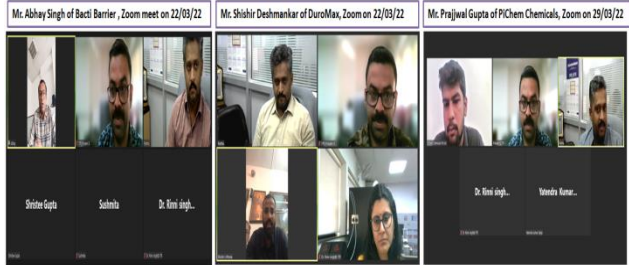 Mr. Abhay Singh of Bacti Barrier , Zoom meet on 22/03/22
Mr. Shishir Deshmankar of DuroMax, Zoom on 22/03/22
Mr. Prajjwal Gupta of PiChem Chemicals, Zoom on 29/03/22
Shristee Gupta
Sushmita
Dr. Rinni singh...
Dr. Rinni singh...
Yatendra Kumar...